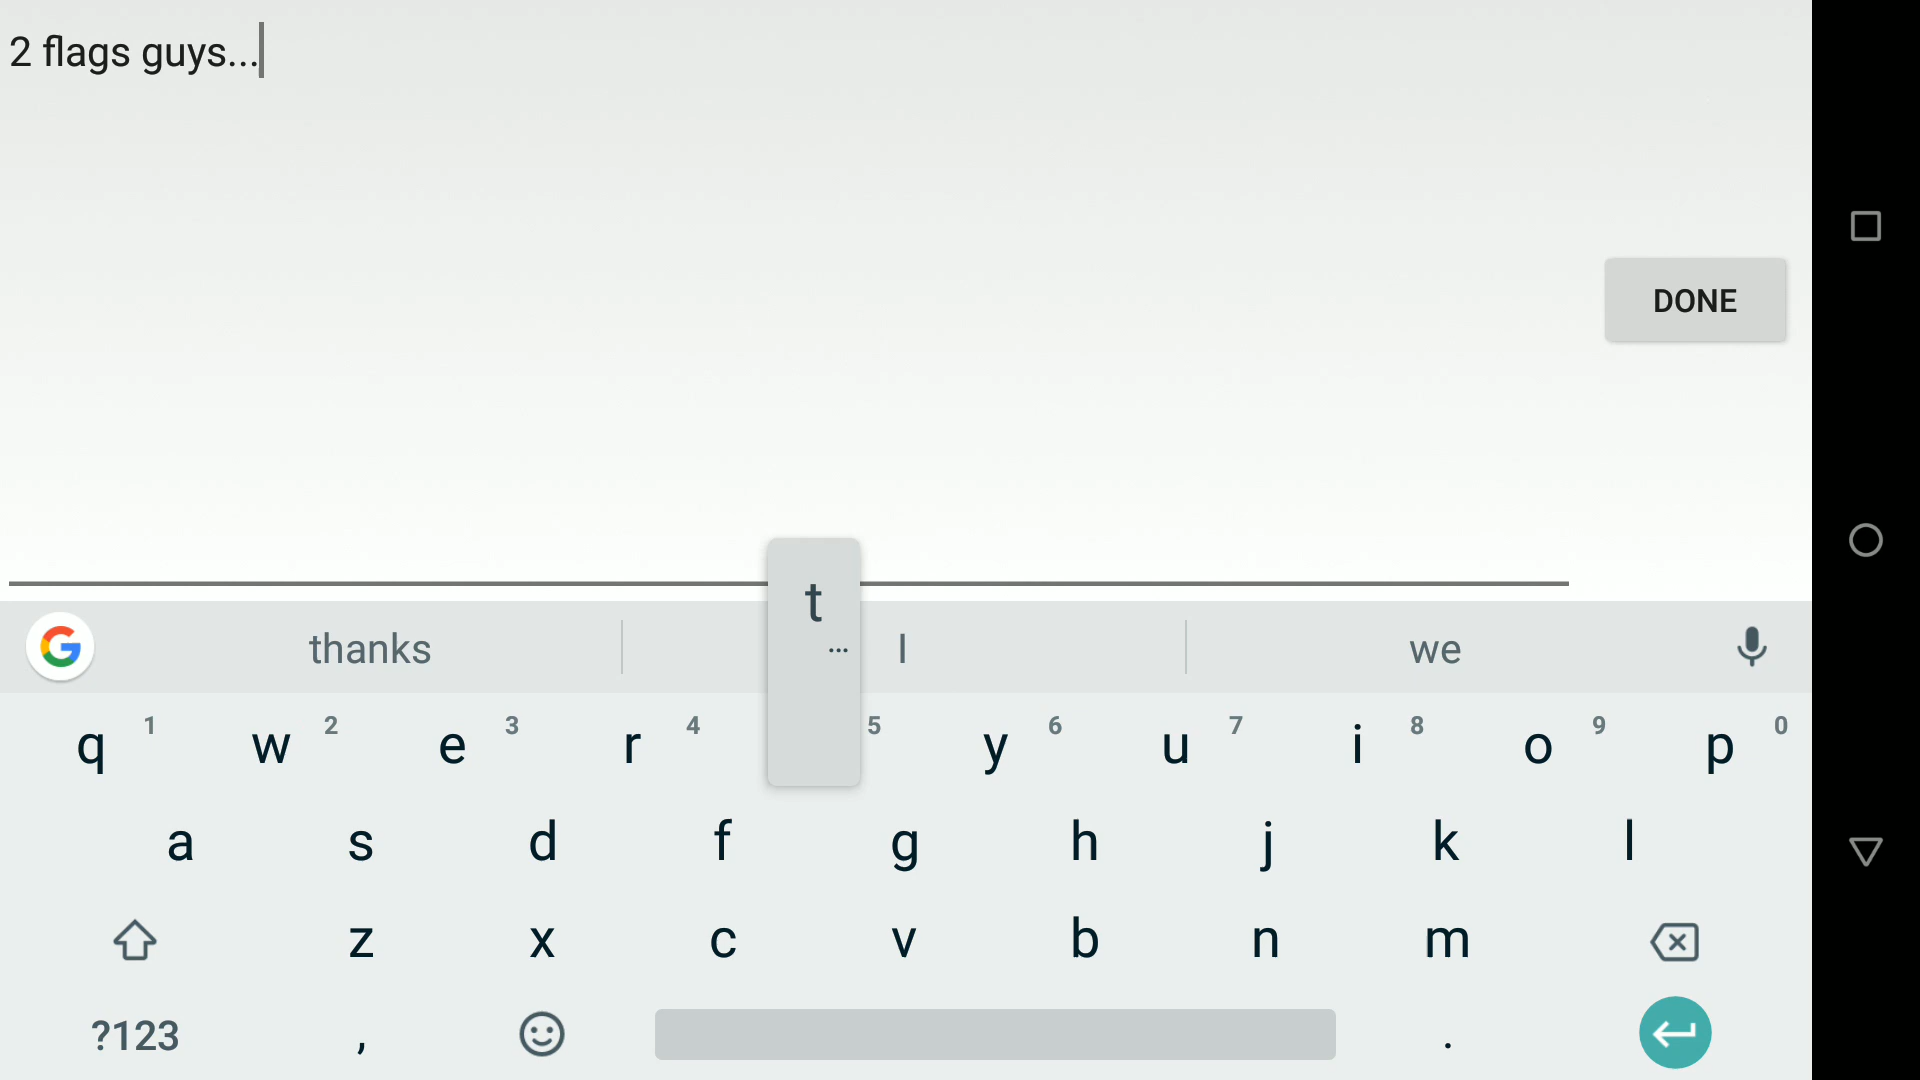 2 flags guys...
DONE
t
thanks ... I we
q 1 w 2 e 3 r 4 5 y 6 u 7 i 8 o 9 p 0
a s d f g h j k l
z x c v b n m
?123 , .